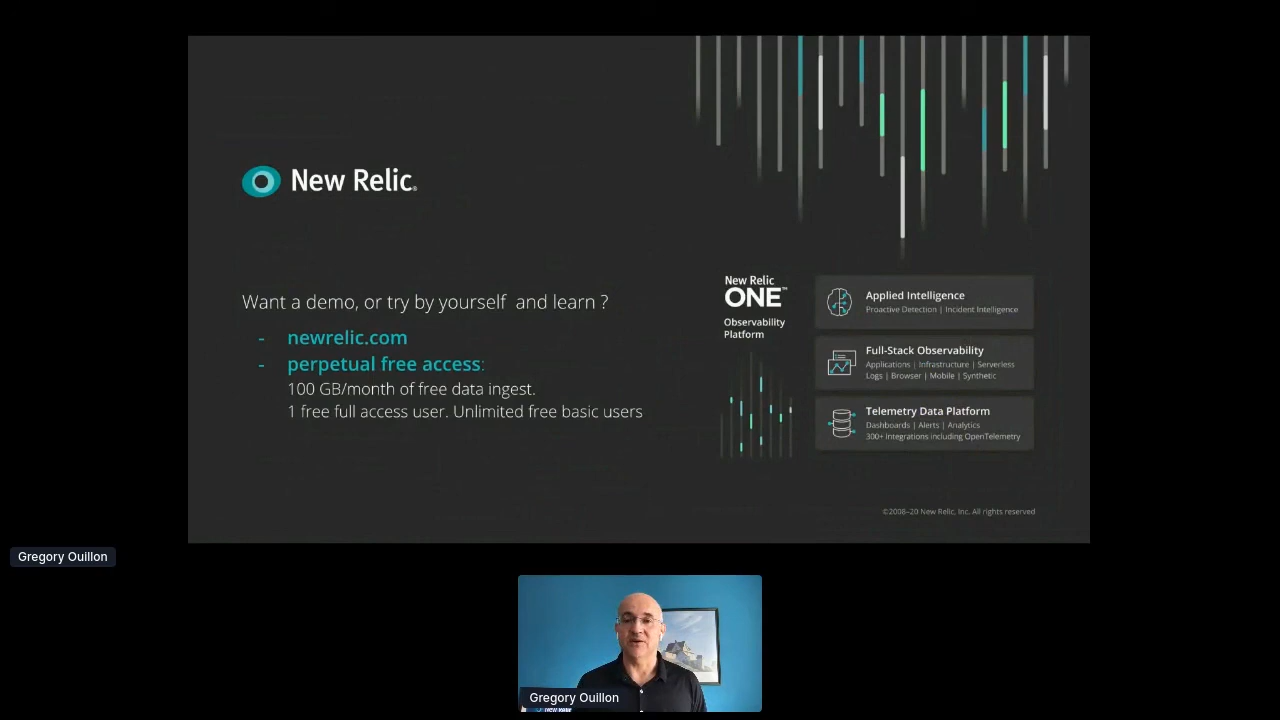 New Relic.
Want a demo, or try by yourself and learn ?
- newrelic.com
- perpetual free access:
100 GB/month of free data ingest.
1 free full access user. Unlimited free basic users
New Relic
ONE™
Observability
Platform
Applied Intelligence
Proactive Detection | Incident Intelligence
Full-Stack Observability
Applications | Infrastructure | Serverless
Logs | Browser | Mobile | Synthetic
Telemetry Data Platform
Dashboards | Alerts | Analytics
300+ Integrations including OpenTelemetry
©2008–20 New Relic, Inc. All rights reserved
Gregory Ouillon
Gregory Ouillon
New Relic